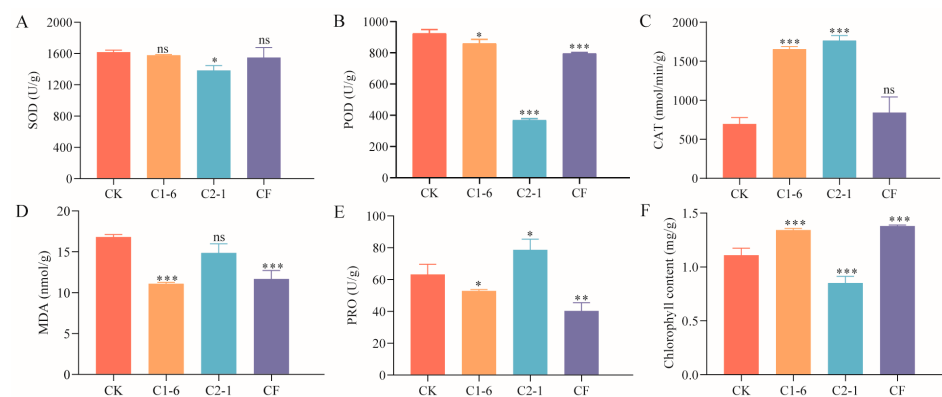 A
SOD (U/g)
2000
1600
1200
800
400
0
ns
*
ns
CK C1-6 C2-1 CF
B
POD (U/g)
1000
800
600
400
200
0
*
***
***
CK C1-6 C2-1 CF
C
CAT (nmol/min/g)
2000
1500
1000
500
0
***
***
ns
CK C1-6 C2-1 CF
D
MDA (nmol/g)
20
15
10
5
0
***
ns
***
CK C1-6 C2-1 CF
E
PRO (U/g)
100
80
60
40
20
0
*
*
**
CK C1-6 C2-1 CF
F
Chlorophyll content (mg/g)
1.5
1.0
0.5
0.0
***
***
***
CK C1-6 C2-1 CF